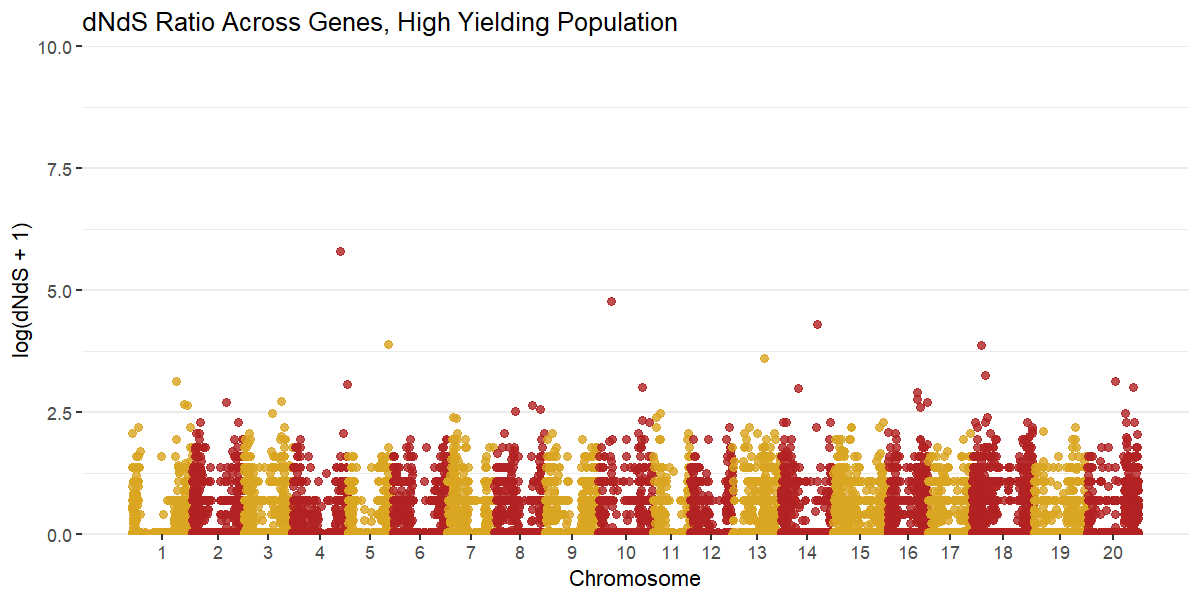 dNdS Ratio Across Genes, High Yielding Population
log(dNdS + 1)
10.0
7.5
5.0
2.5
0.0
1 2 3 4 5 6 7 8 9 10 11 12 13 14 15 16 17 18 19 20
Chromosome